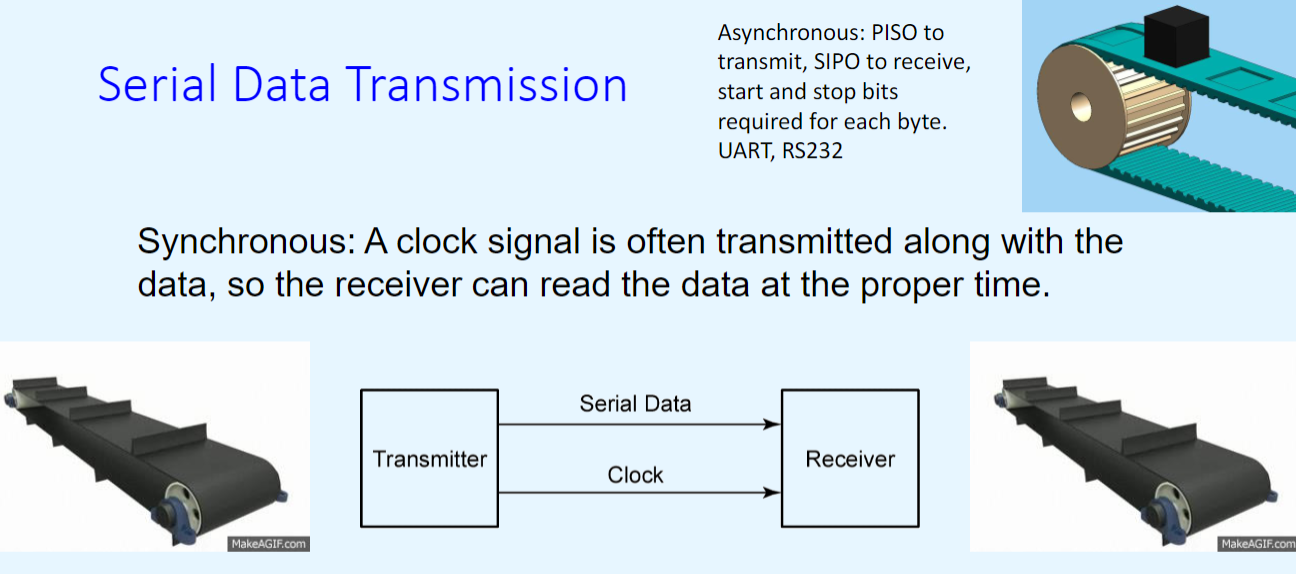 Serial Data Transmission
Asynchronous: PISO to
transmit, SIPO to receive,
start and stop bits
required for each byte.
UART, RS232
Synchronous: A clock signal is often transmitted along with the
data, so the receiver can read the data at the proper time.
Transmitter
Serial Data
Clock
Receiver
MakeAGIF.com
MakeAGIF.com